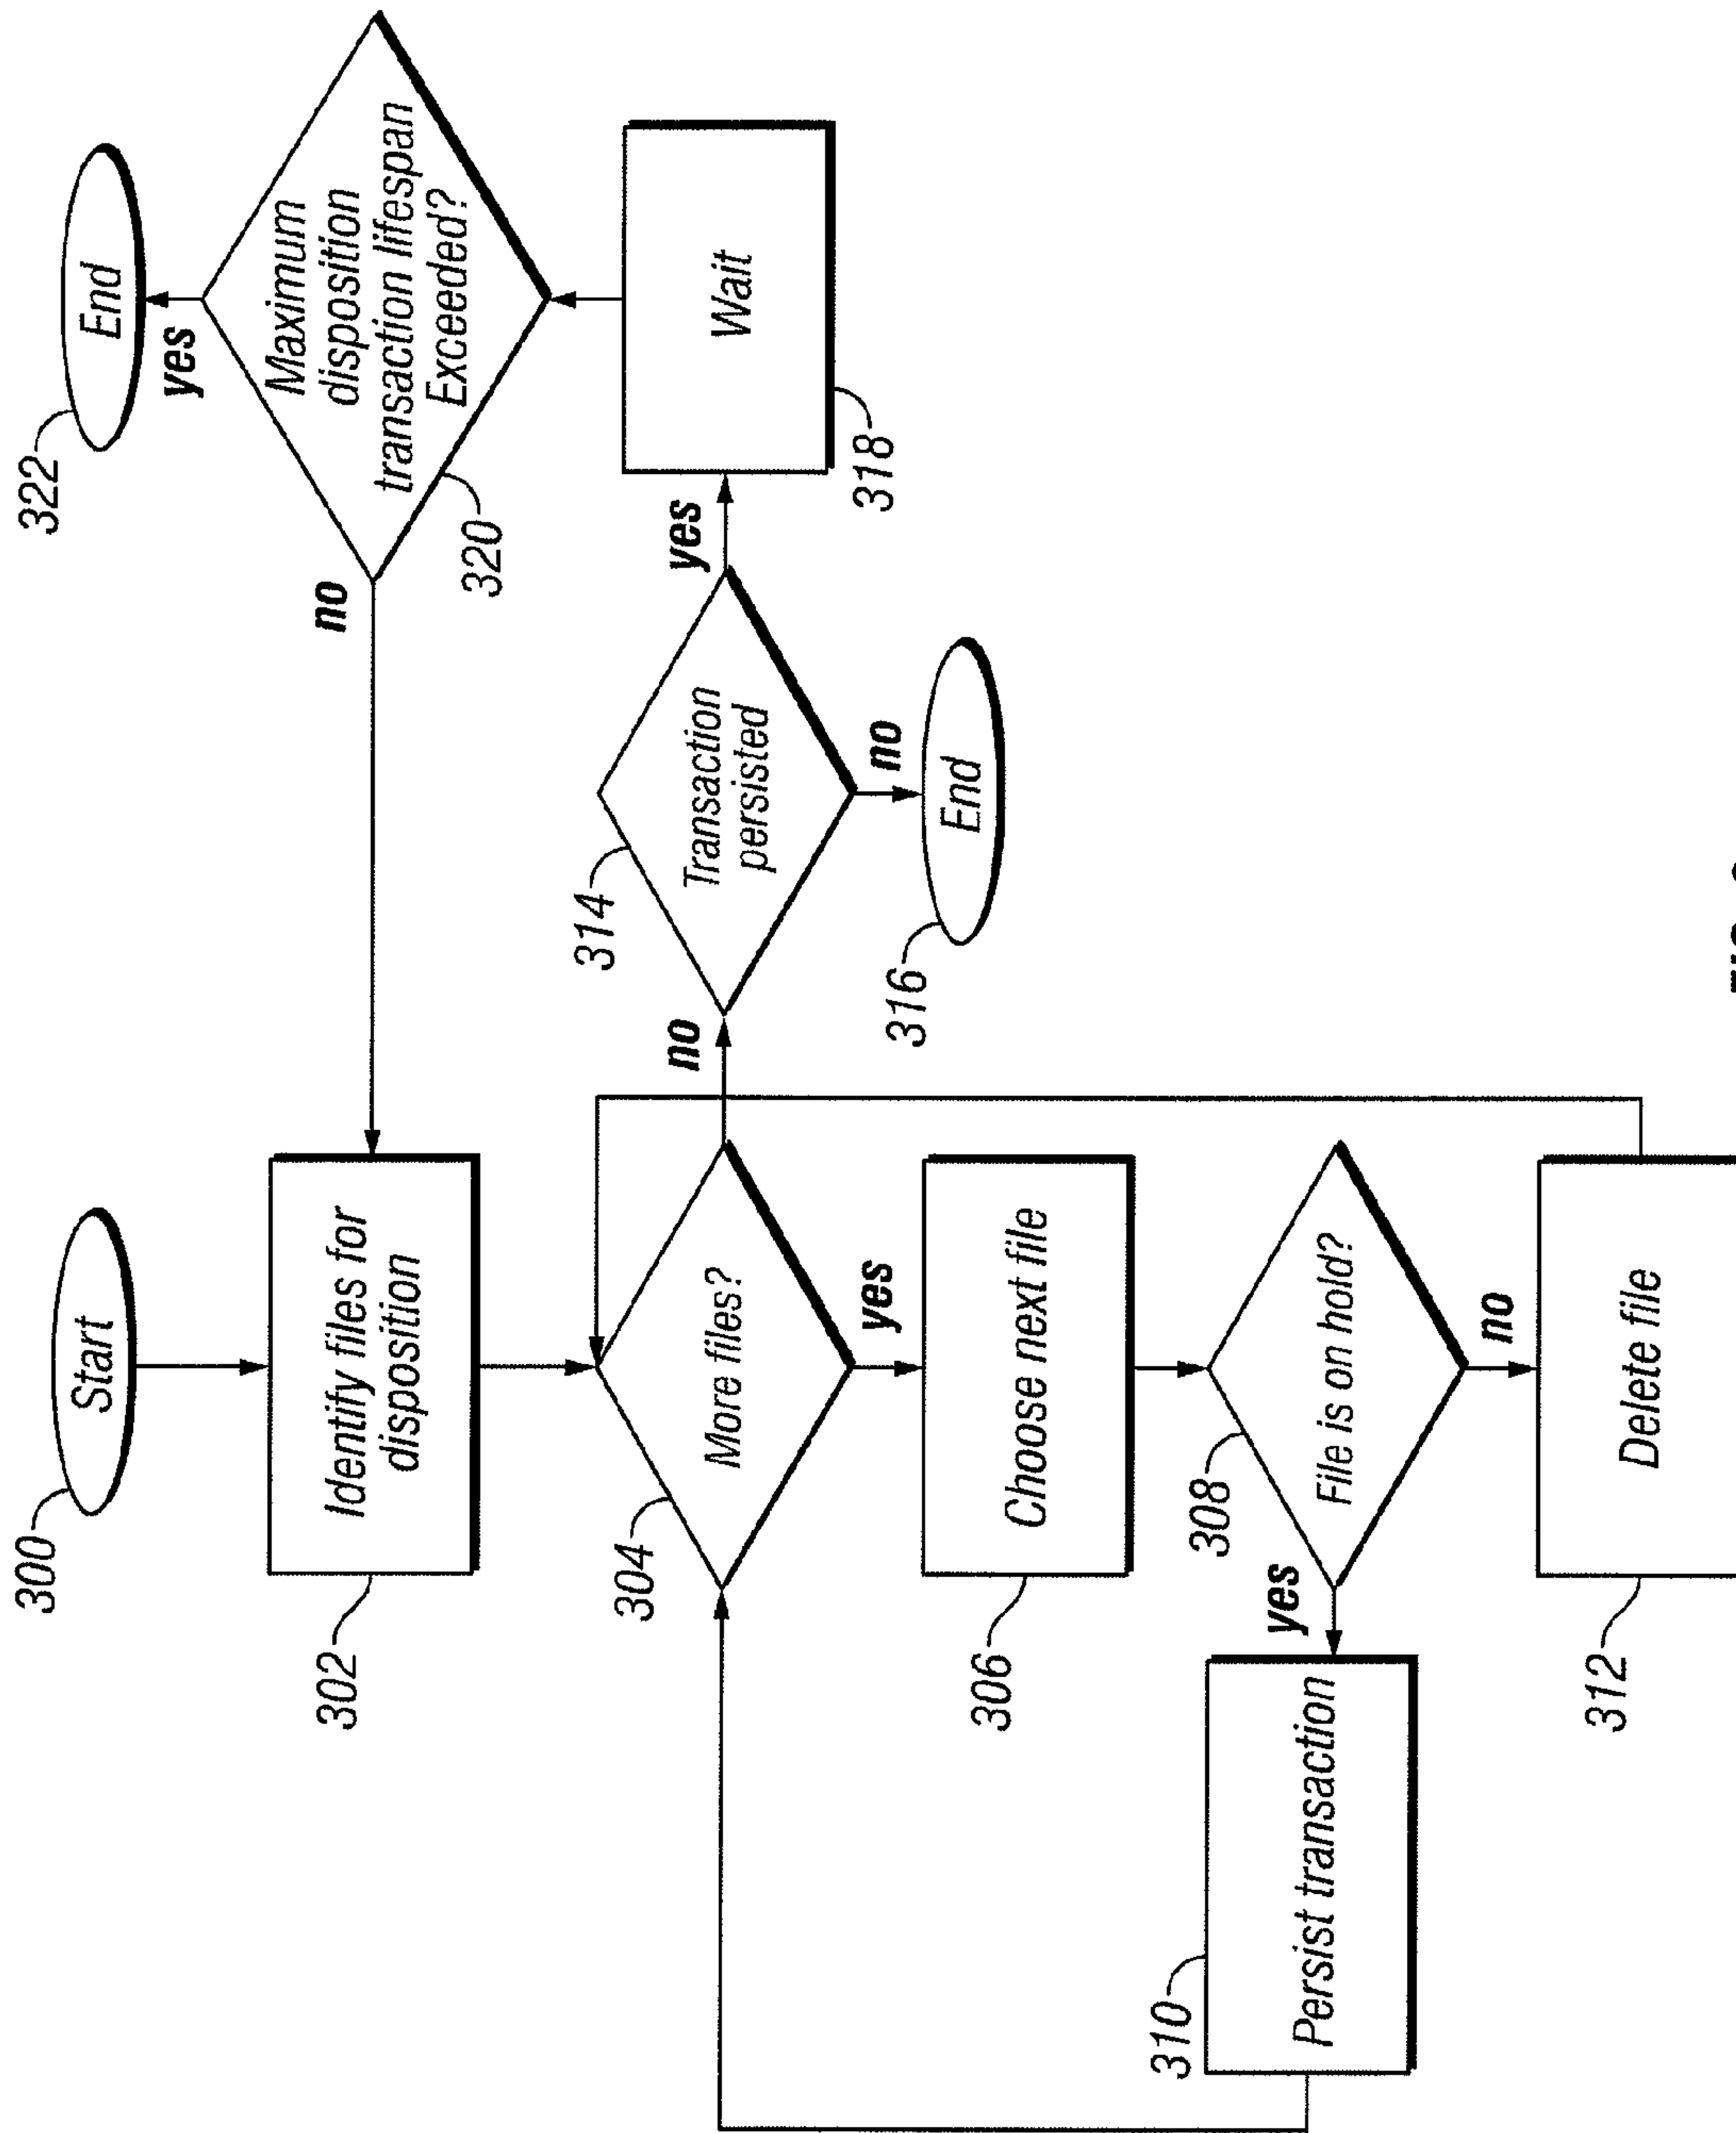 300
Start
302
Identify files for
disposition
304
More files?
no
yes
306
Choose next file
308
File is on hold?
yes
no
310
Persist transaction
312
Delete file
314
Transaction
persisted
yes
no
316
End
318
Wait
320
Maximum
disposition
transaction lifespan
Exceeded?
no
yes
322
End